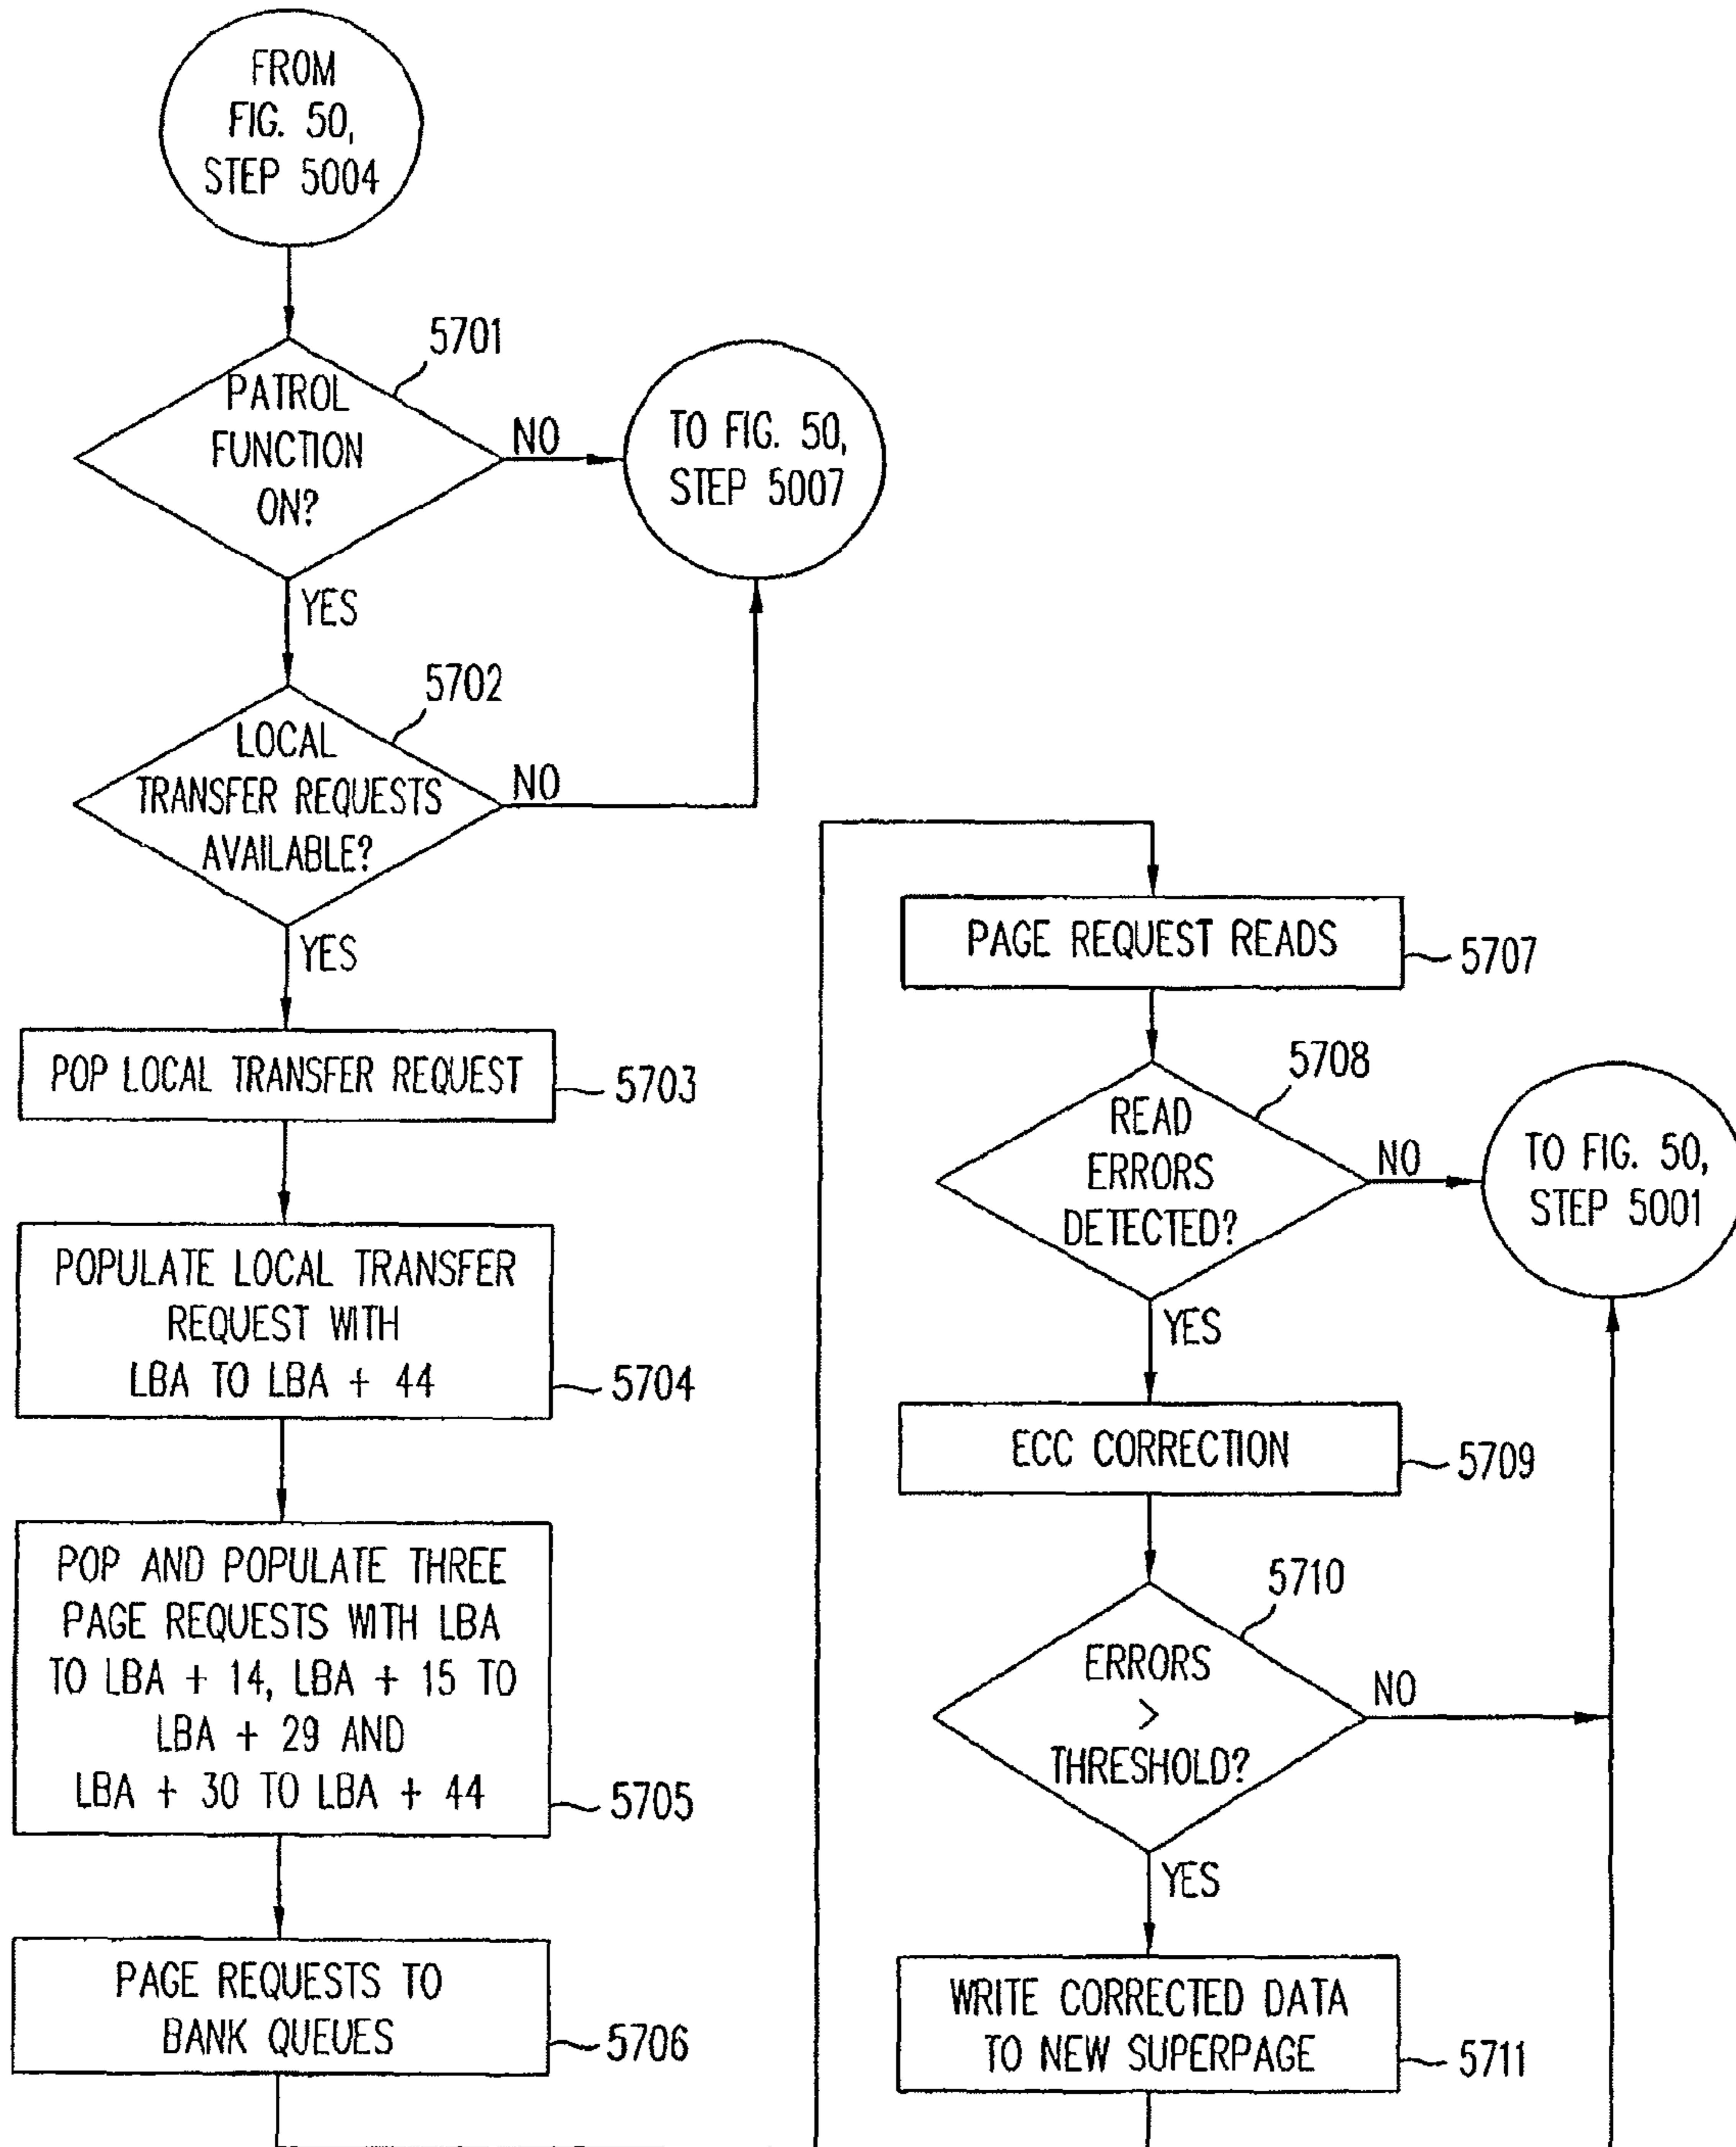 FROM
FIG. 50,
STEP 5004
5701
PATROL
FUNCTION
ON?
NO
TO FIG. 50,
STEP 5007
YES
5702
LOCAL
TRANSFER REQUESTS
AVAILABLE?
NO
YES
POP LOCAL TRANSFER REQUEST
5703
POPULATE LOCAL TRANSFER
REQUEST WITH
LBA TO LBA + 44
5704
POP AND POPULATE THREE
PAGE REQUESTS WITH LBA
TO LBA + 14, LBA + 15 TO
LBA + 29 AND
LBA + 30 TO LBA + 44
5705
PAGE REQUESTS TO
BANK QUEUES
5706
PAGE REQUEST READS
5707
5708
READ
ERRORS
DETECTED?
NO
TO FIG. 50,
STEP 5001
YES
ECC CORRECTION
5709
5710
ERRORS
>
THRESHOLD?
NO
YES
WRITE CORRECTED DATA
TO NEW SUPERPAGE
5711